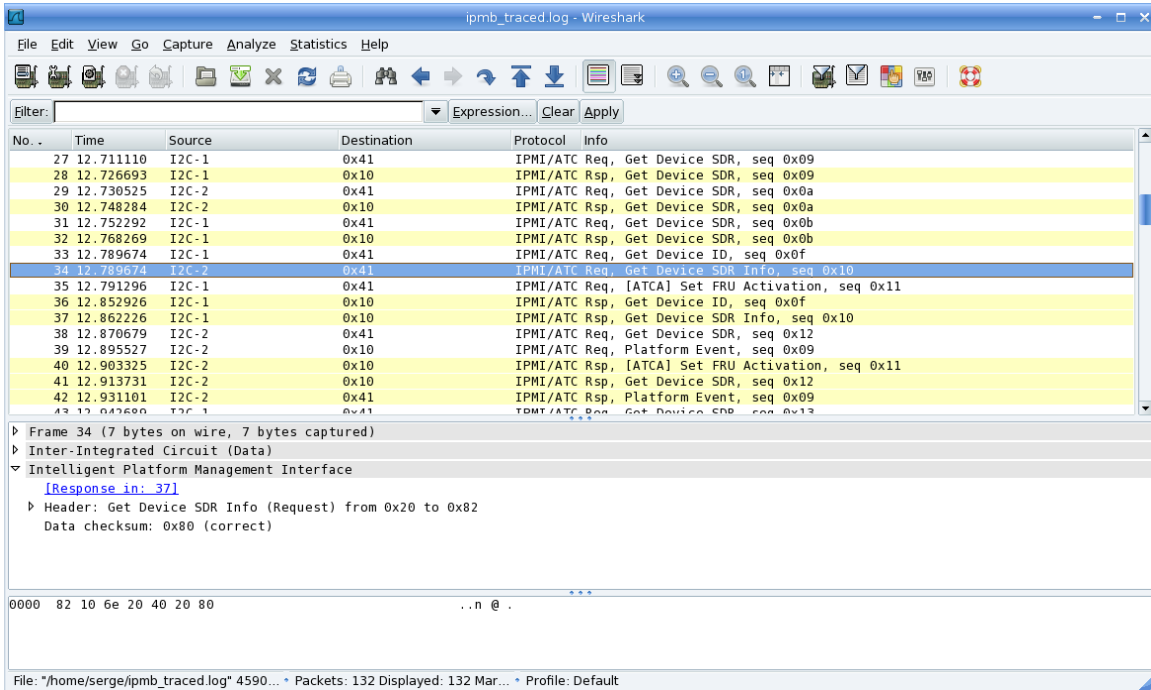 ipmb_traced.log - Wireshark
File Edit View Go Capture Analyze Statistics Help
Filter: Expression... Clear Apply
No. . Time Source Destination Protocol Info
27 12.711110 I2C-1 0x41 IPMI/ATC Req, Get Device SDR, seq 0x09
28 12.726693 I2C-1 0x10 IPMI/ATC Rsp, Get Device SDR, seq 0x09
29 12.730525 I2C-2 0x41 IPMI/ATC Req, Get Device SDR, seq 0x0a
30 12.748284 I2C-2 0x10 IPMI/ATC Rsp, Get Device SDR, seq 0x0a
31 12.752292 I2C-1 0x41 IPMI/ATC Req, Get Device SDR, seq 0x0b
32 12.768269 I2C-1 0x10 IPMI/ATC Rsp, Get Device SDR, seq 0x0b
33 12.789674 I2C-1 0x41 IPMI/ATC Req, Get Device ID, seq 0x0f
34 12.789674 I2C-2 0x41 IPMI/ATC Req, Get Device SDR Info, seq 0x10
35 12.791296 I2C-1 0x41 IPMI/ATC Req, [ATCA] Set FRU Activation, seq 0x11
36 12.852926 I2C-1 0x10 IPMI/ATC Rsp, Get Device ID, seq 0x0f
37 12.862226 I2C-1 0x10 IPMI/ATC Rsp, Get Device SDR Info, seq 0x10
38 12.870679 I2C-2 0x41 IPMI/ATC Req, Get Device SDR, seq 0x12
39 12.895527 I2C-2 0x10 IPMI/ATC Req, Platform Event, seq 0x09
40 12.903325 I2C-2 0x10 IPMI/ATC Rsp, [ATCA] Set FRU Activation, seq 0x11
41 12.913731 I2C-2 0x10 IPMI/ATC Rsp, Get Device SDR, seq 0x12
42 12.931101 I2C-2 0x10 IPMI/ATC Rsp, Platform Event, seq 0x09
43 12.942689 I2C-1 0x41 IPMI/ATC Req, Get Device SDR, seq 0x13
Frame 34 (7 bytes on wire, 7 bytes captured)
Inter-Integrated Circuit (Data)
Intelligent Platform Management Interface
[Response in: 37]
Header: Get Device SDR Info (Request) from 0x20 to 0x82
Data checksum: 0x80 (correct)
0000 82 10 6e 20 40 20 80 ..n @ .
File: "/home/serge/ipmb_traced.log" 4590... Packets: 132 Displayed: 132 Mar... Profile: Default